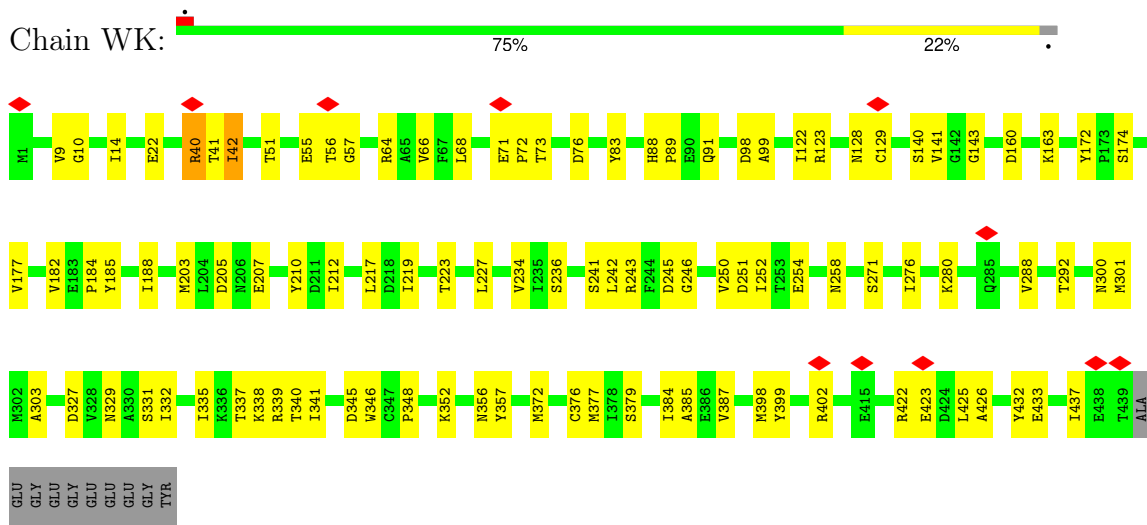 Chain WK:
75% 22%
M1 V9 G10 I14 E22 R40 T41 I42 T51 E55 T56 G57 R64 A65 V66 F67 L68 E71 P72 T73 D76 Y83 H88 P89 E90 Q91 D98 A99 I122 R123 N128 C129 S140 V141 G142 G143 D160 K163 Y172 P173 S174
V177 V182 E183 P184 Y185 I188 M203 L204 D205 N206 E207 Y210 D211 I212 L217 D218 I219 T223 L227 V234 I235 S236 S241 L242 R243 F244 D245 G246 V250 D251 I252 T253 E254 N258 S271 I276 K280 Q285 V288 T292 N300 M301
M302 A303 D327 V328 N329 A330 S331 I332 I335 K336 T337 K338 R339 T340 I341 D345 W346 C347 P348 K352 N356 Y357 M372 C376 M377 I378 S379 I384 A385 E386 V387 M398 Y399 R402 E415 R422 E423 D424 L425 A426 Y432 E433 I437 E438 T439 ALA
GLU GLY GLU GLY GLU GLU GLU GLY TYR